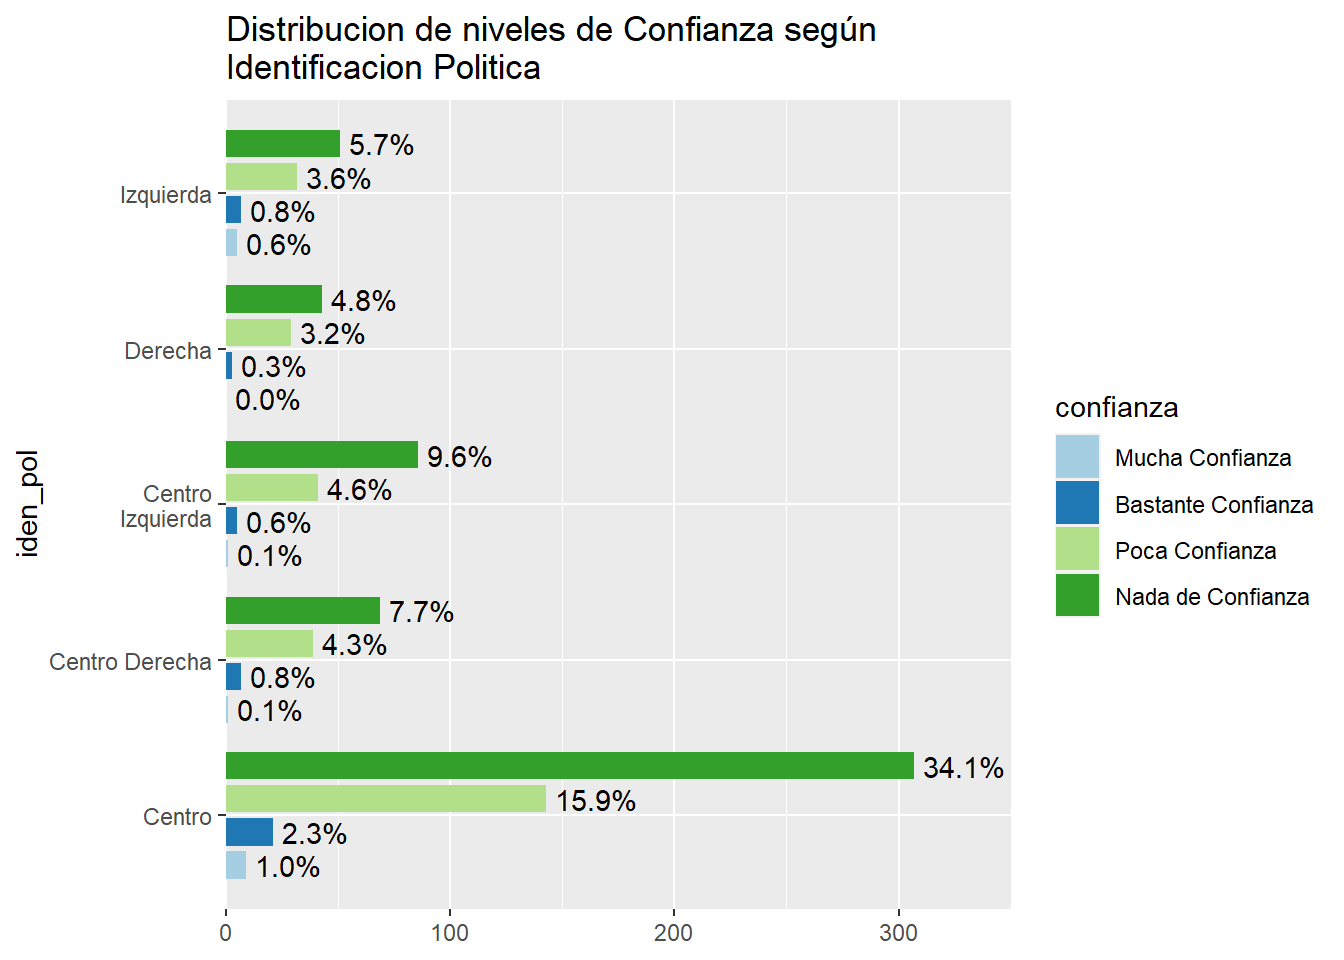 Distribucion de niveles de Confianza según
Identificacion Politica
iden_pol
Izquierda
5.7%
3.6%
0.8%
0.6%
Derecha
4.8%
3.2%
0.3%
0.0%
Centro
Izquierda
9.6%
4.6%
0.6%
0.1%
Centro Derecha
7.7%
4.3%
0.8%
0.1%
Centro
34.1%
15.9%
2.3%
1.0%
0
100
200
300
confianza
Mucha Confianza
Bastante Confianza
Poca Confianza
Nada de Confianza